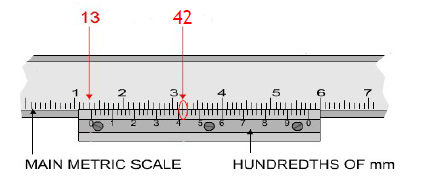 13 42
1 2 3 4 5 6 7
0 1 2 3 4 5 6 7 8 9 0
MAIN METRIC SCALE HUNDREDTHS OF mm